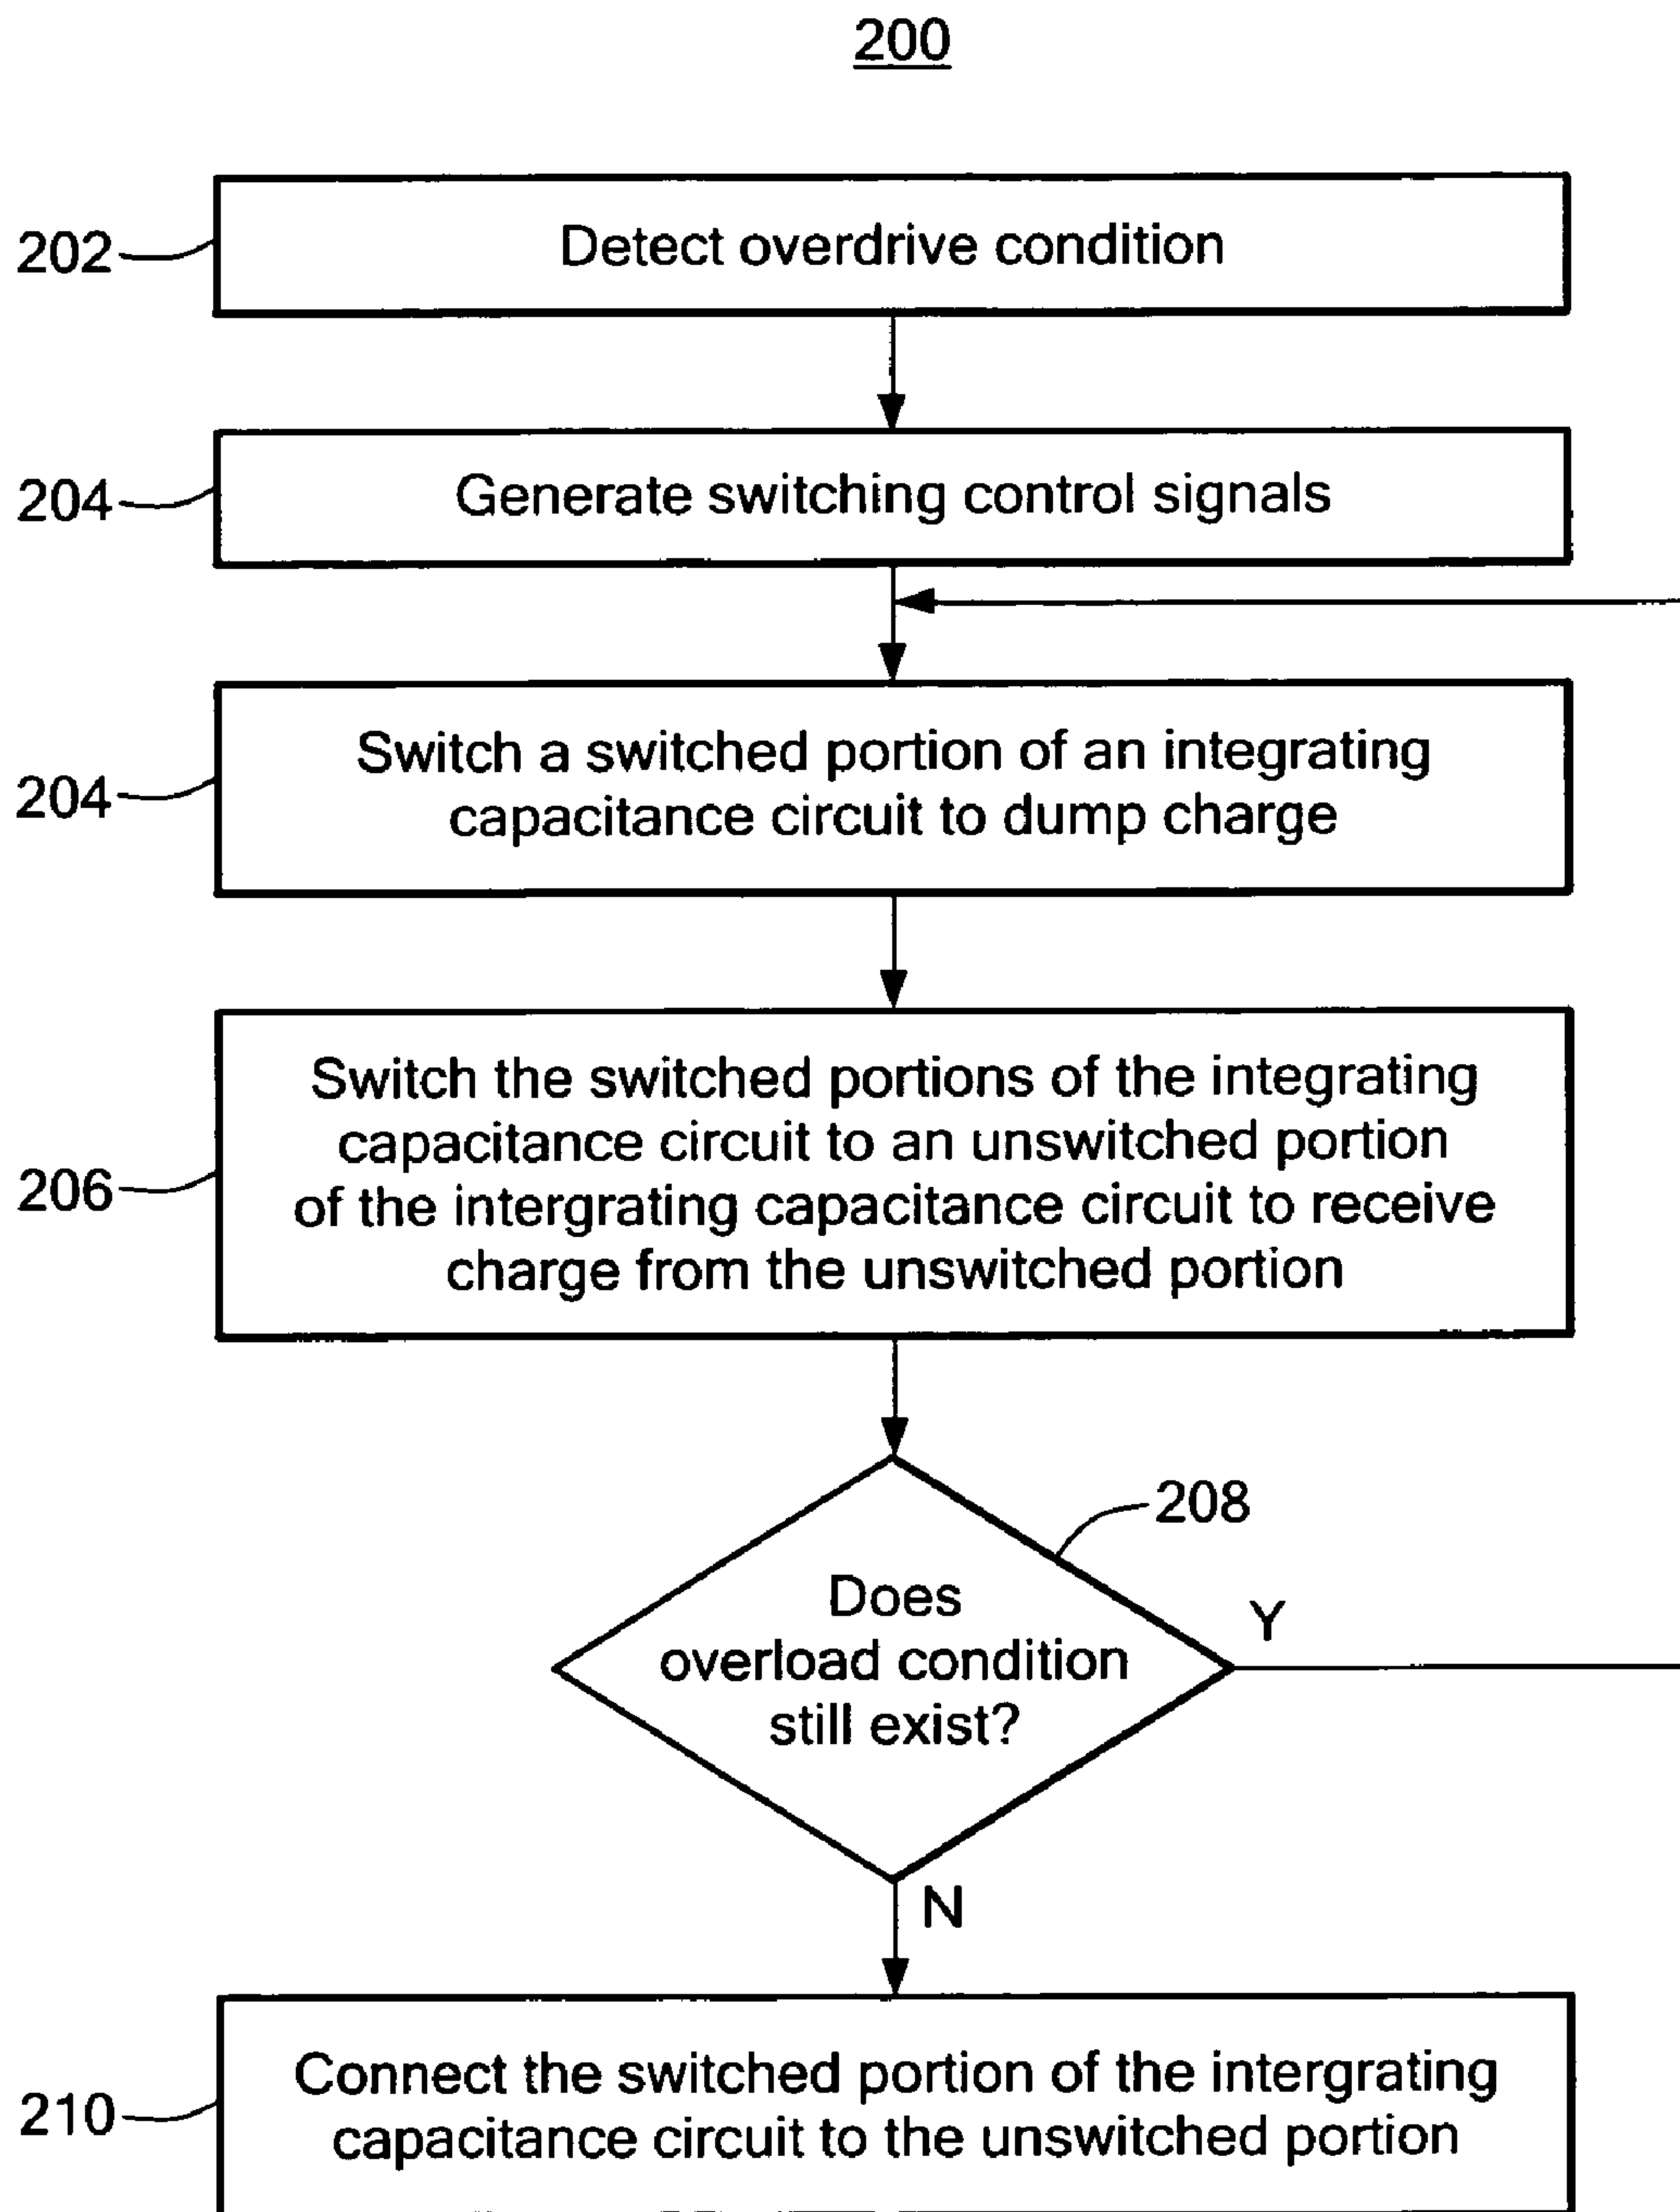 200
202
Detect overdrive condition
204
Generate switching control signals
204
Switch a switched portion of an integrating
capacitance circuit to dump charge
206
Switch the switched portions of the integrating
capacitance circuit to an unswitched portion
of the intergrating capacitance circuit to receive
charge from the unswitched portion
208
Does
overload condition
still exist?
Y
N
210
Connect the switched portion of the intergrating
capacitance circuit to the unswitched portion